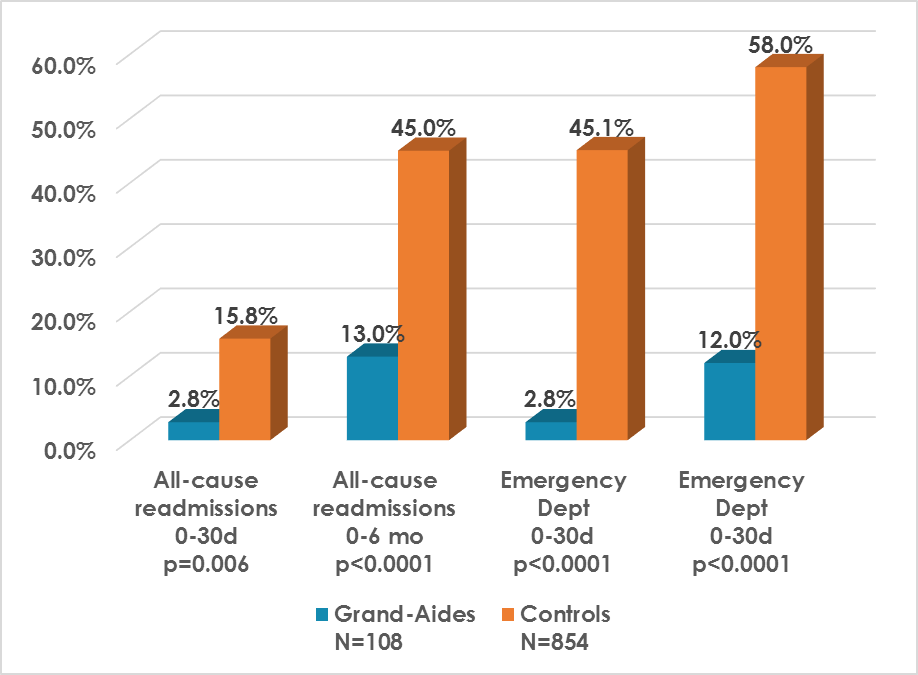 58.0%
60.0%
50.0%
45.0%
45.1%
40.0%
30.0%
20.0%
15.8%
13.0%
12.0%
10.0%
2.8%
2.8%
0.0%
All-cause
readmissions
0-30d
p=0.006
All-cause
readmissions
0-6 mo
p<0.0001
Emergency
Dept
0-30d
p<0.0001
Emergency
Dept
0-30d
p<0.0001
Grand-Aides
N=108
Controls
N=854